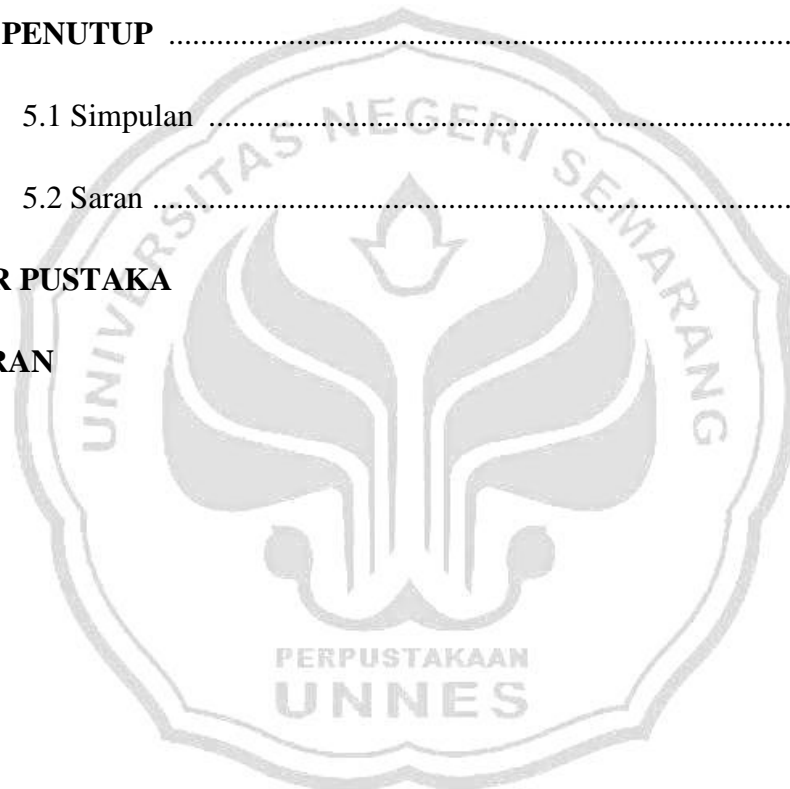 PENUTUP ....................................................................................
5.1 Simpulan ...............................................................................
5.2 Saran ......................................................................................
R PUSTAKA
RAN
UNIVERSITAS NEGERI SEMARANG
PERPUSTAKAAN
UNNES